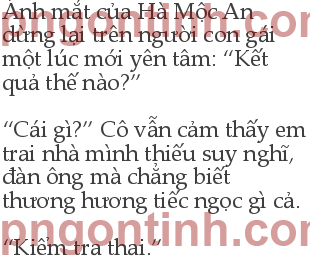 Ánh mắt của Hà Mộc An
dừng lại trên người con gái
một lúc mới yên tâm: “Kết
quả thế nào?”
“Cái gì?” Cô vẫn cảm thấy em
trai nhà mình thiếu suy nghĩ,
đàn ông mà chẳng biết
thương hương tiếc ngọc gì cả.
“Kiểm tra thai.”
pngontinh.com
pngontinh.com